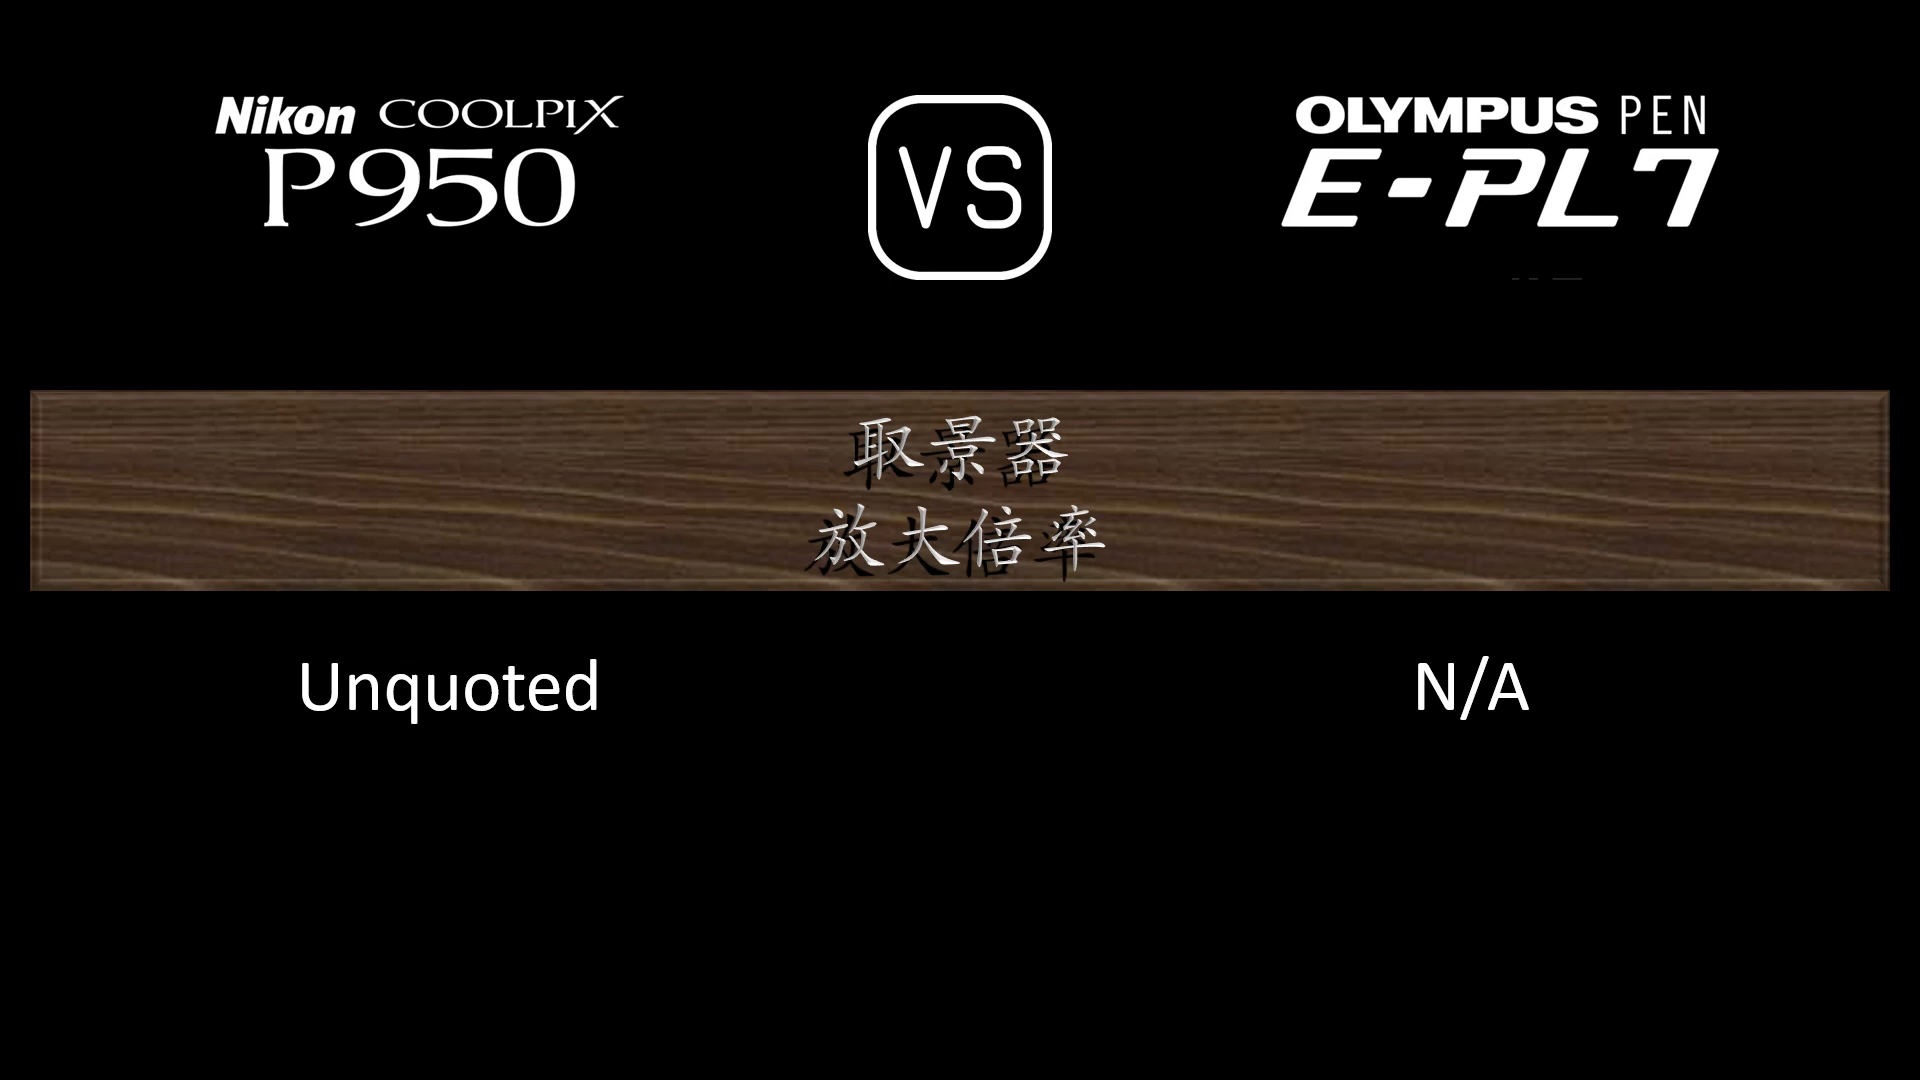 Nikon COOLPIX
P950
VS
OLYMPUS PEN
E-PL7
取景器
放大倍率
Unquoted
N/A